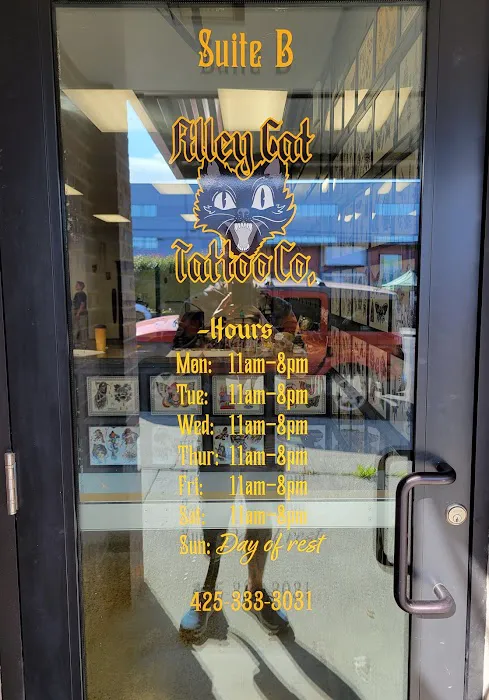 Suite B
Alley Cat
Tattoo Co.
-Hours
Mon: 11am-8pm
Tue: 11am-8pm
Wed: 11am-8pm
Thur: 11am-8pm
Fri: 11am-8pm
Sat: 11am-8pm
Sun: Day of rest
425-333-3031